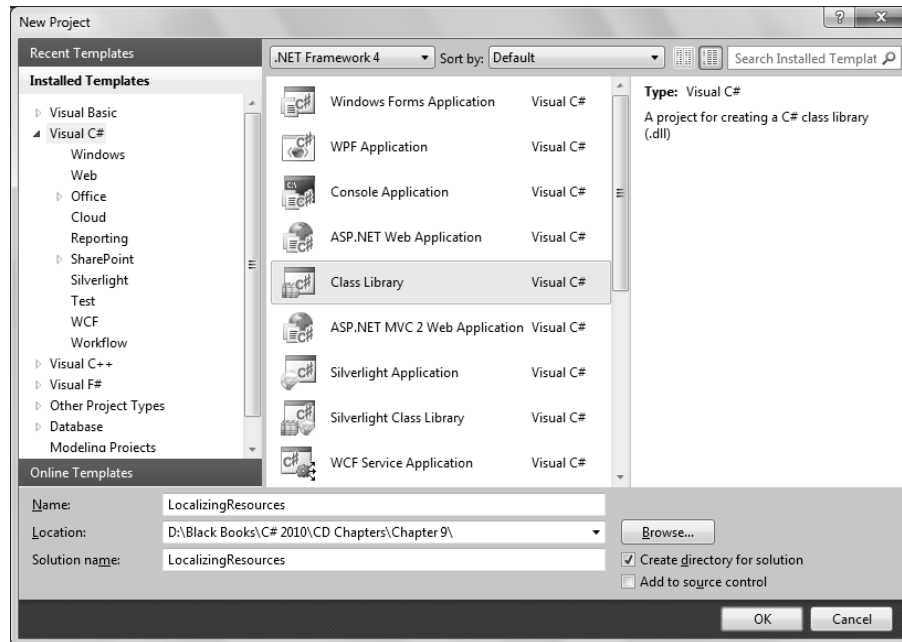 New Project
Recent Templates
Installed Templates
Visual Basic
Visual C#
Windows
Web
Office
Cloud
Reporting
SharePoint
Silverlight
Test
WCF
Workflow
Visual C++
Visual F#
Other Project Types
Database
Modeling Projects
Online Templates
.NET Framework 4
Sort by: Default
Search Installed Templat
Windows Forms Application Visual C#
WPF Application Visual C#
Console Application Visual C#
ASP.NET Web Application Visual C#
Class Library Visual C#
ASP.NET MVC 2 Web Application Visual C#
Silverlight Application Visual C#
Silverlight Class Library Visual C#
WCF Service Application Visual C#
Type: Visual C#
A project for creating a C# class library
(.dll)
Name: LocalizingResources
Location: D:\Black Books\C# 2010\CD Chapters\Chapter 9\
Browse...
Solution name: LocalizingResources
Create directory for solution
Add to source control
OK Cancel